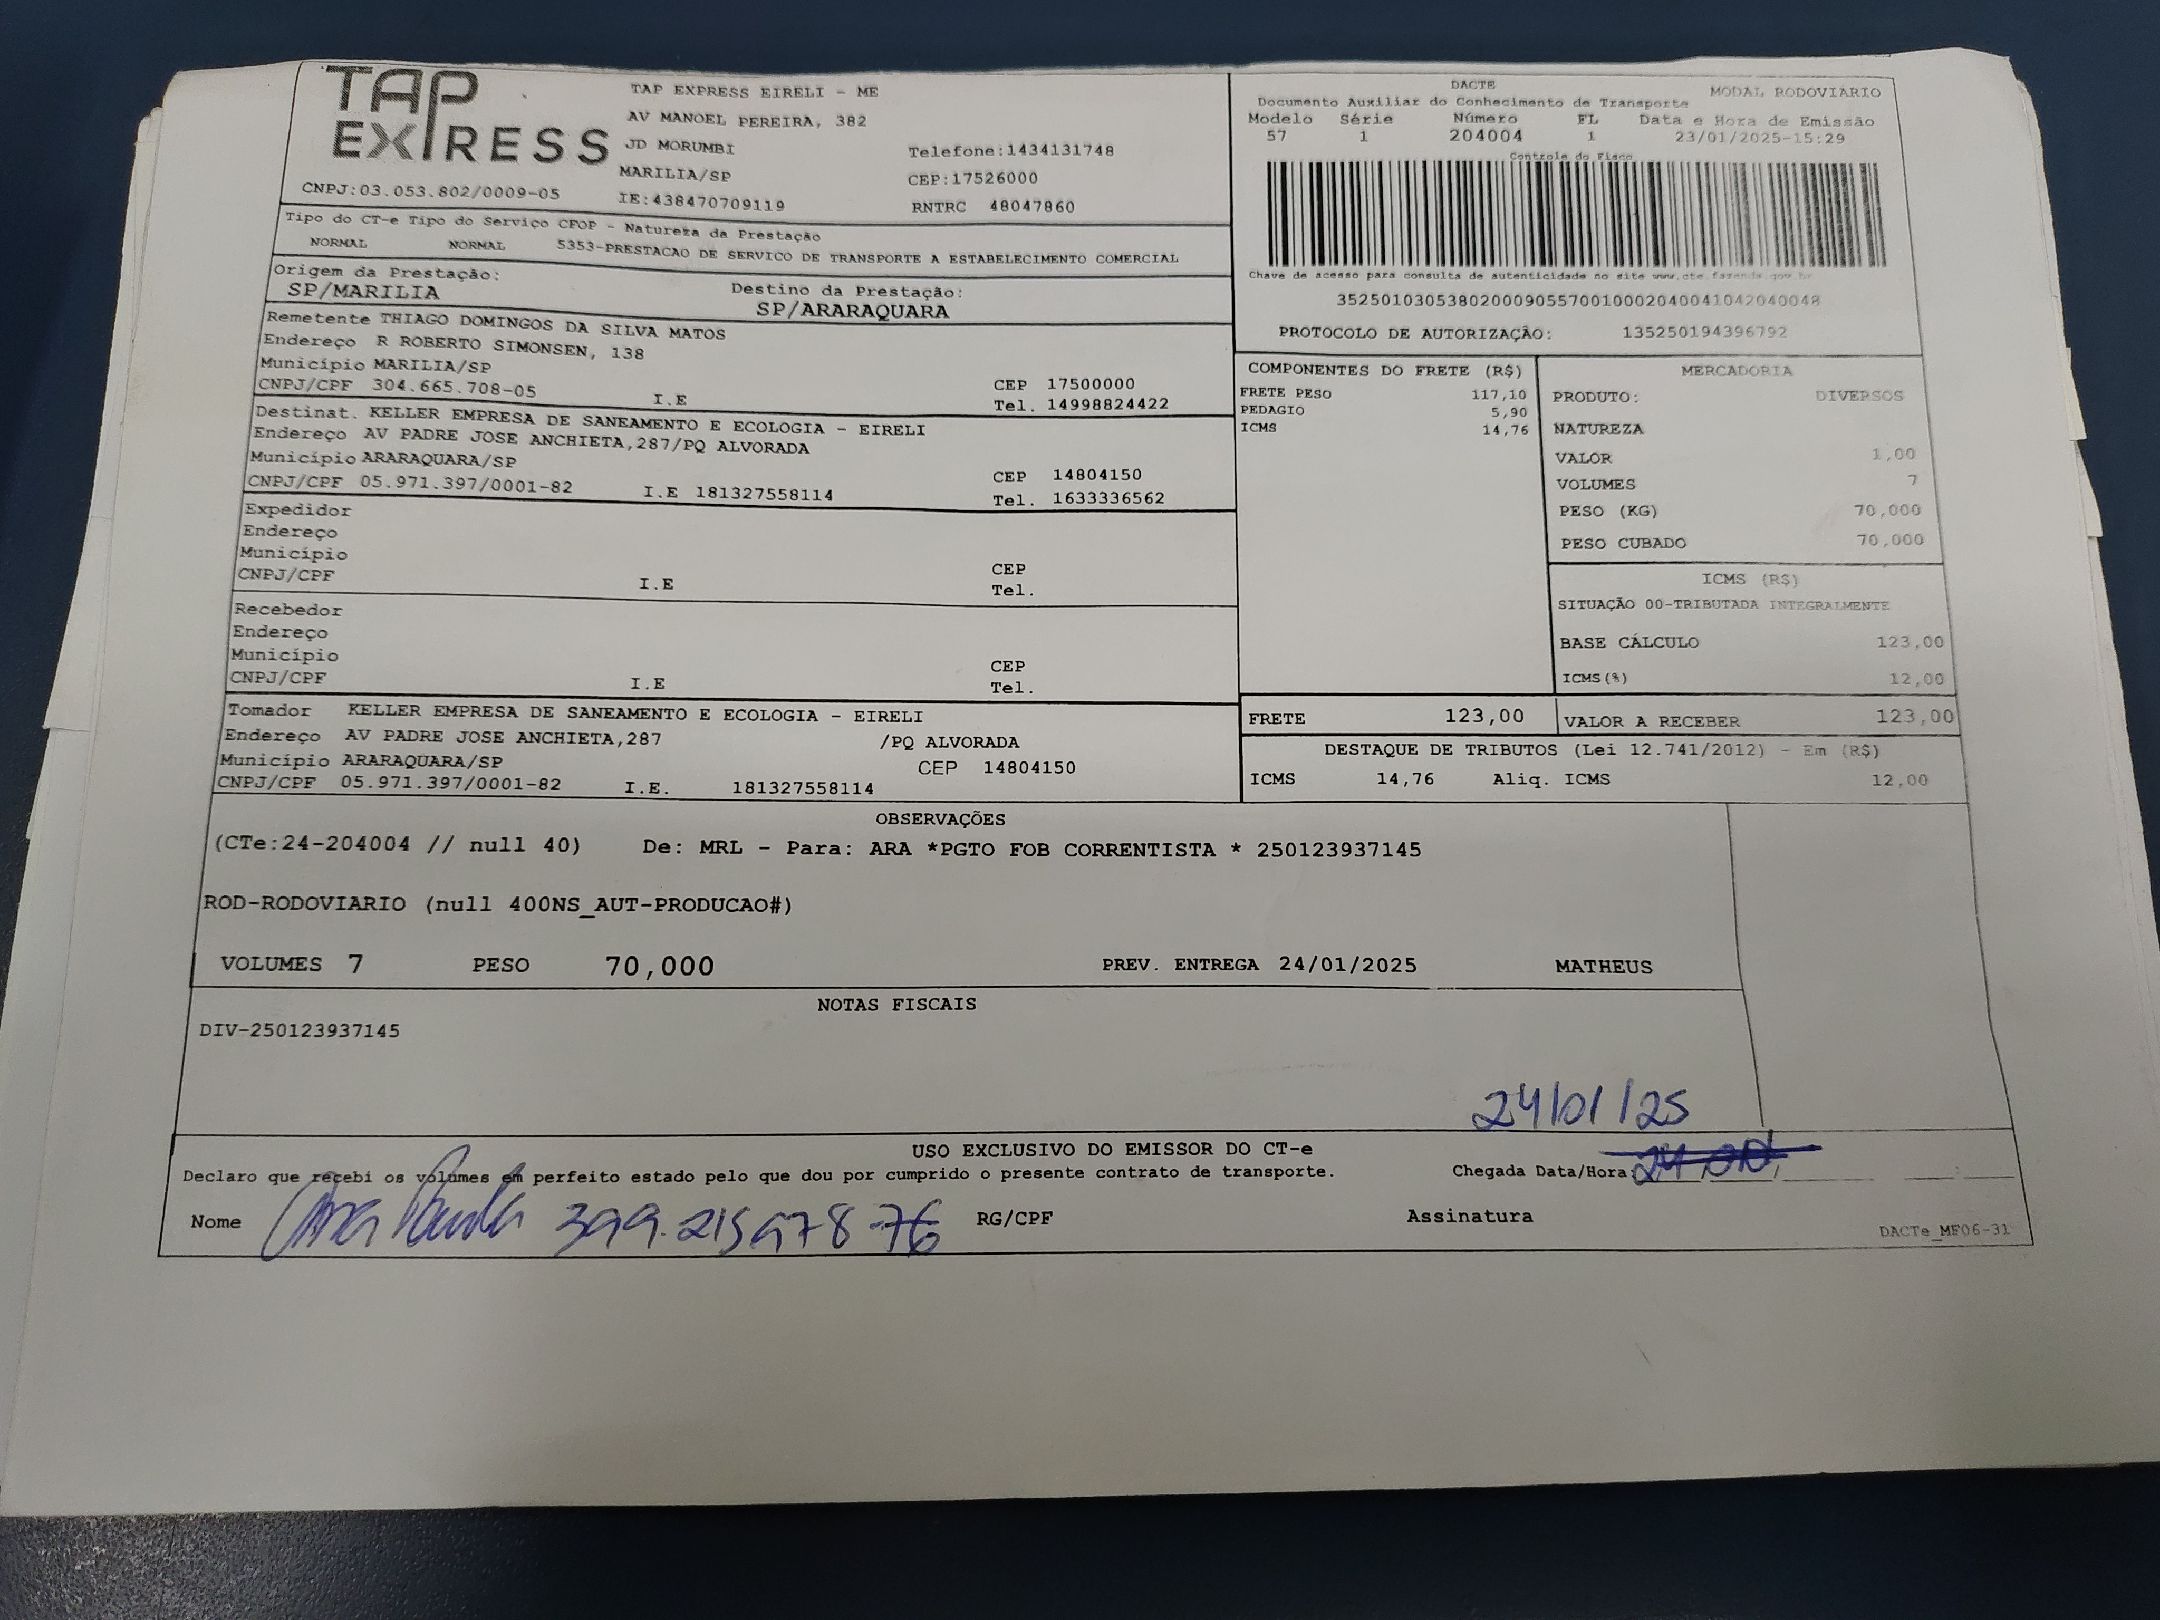 TAP EXPRESS
TAP EXPRESS EIRELI - ME
AV MANOEL PEREIRA, 382
JD MORUMBI
Telefone:1434131748
MARILIA/SP
CEP:17526000
CNPJ:03.053.802/0009-05
IE:438470709119
RNTRC 48047860
DACTE
MODAL RODOVIARIO
Documento Auxiliar do Conhecimento de Transporte
Modelo Série Número FL Data e Hora de Emissão
57 1 204004 1 23/01/2025-15:29
Controle do Fisco
Chave de acesso para consulta de autenticidade no site www.cte.fazenda.gov.br
35250103053802000905570010002040041042040048
PROTOCOLO DE AUTORIZAÇÃO: 135250194396792
Tipo do CT-e Tipo do Serviço CFOP - Natureza da Prestação
NORMAL NORMAL 5353-PRESTACAO DE SERVICO DE TRANSPORTE A ESTABELECIMENTO COMERCIAL
Origem da Prestação:
SP/MARILIA
Destino da Prestação:
SP/ARARAQUARA
Remetente THIAGO DOMINGOS DA SILVA MATOS
Endereço R ROBERTO SIMONSEN, 138
Município MARILIA/SP
CEP 17500000
CNPJ/CPF 304.665.708-05 I.E
Tel. 14998824422
Destinat. KELLER EMPRESA DE SANEAMENTO E ECOLOGIA - EIRELI
Endereço AV PADRE JOSE ANCHIETA,287/PQ ALVORADA
Município ARARAQUARA/SP
CEP 14804150
CNPJ/CPF 05.971.397/0001-82 I.E 181327558114
Tel. 1633336562
Expedidor
Endereço
Município
CEP
CNPJ/CPF I.E
Tel.
Recebedor
Endereço
Município
CEP
CNPJ/CPF I.E
Tel.
Tomador KELLER EMPRESA DE SANEAMENTO E ECOLOGIA - EIRELI
Endereço AV PADRE JOSE ANCHIETA,287 /PQ ALVORADA
Município ARARAQUARA/SP CEP 14804150
CNPJ/CPF 05.971.397/0001-82 I.E. 181327558114
COMPONENTES DO FRETE (R$)
FRETE PESO 117,10
PEDAGIO 5,90
ICMS 14,76
MERCADORIA
PRODUTO: DIVERSOS
NATUREZA
VALOR 1,00
VOLUMES 7
PESO (KG) 70,000
PESO CUBADO 70,000
ICMS (R$)
SITUAÇÃO 00-TRIBUTADA INTEGRALMENTE
BASE CÁLCULO 123,00
ICMS(%) 12,00
FRETE 123,00
VALOR A RECEBER 123,00
DESTAQUE DE TRIBUTOS (Lei 12.741/2012) - Em (R$)
ICMS 14,76 Aliq. ICMS 12,00
OBSERVAÇÕES
(CTe:24-204004 // null 40) De: MRL - Para: ARA *PGTO FOB CORRENTISTA * 250123937145
ROD-RODOVIARIO (null 400NS_AUT-PRODUCAO#)
VOLUMES 7 PESO 70,000 PREV. ENTREGA 24/01/2025 MATHEUS
NOTAS FISCAIS
DIV-250123937145
24/01/25
USO EXCLUSIVO DO EMISSOR DO CT-e
Declaro que recebi os volumes em perfeito estado pelo que dou por cumprido o presente contrato de transporte.
Chegada Data/Hora:
Nome Ana Paula RG/CPF Assinatura
DACTe_MF06-31